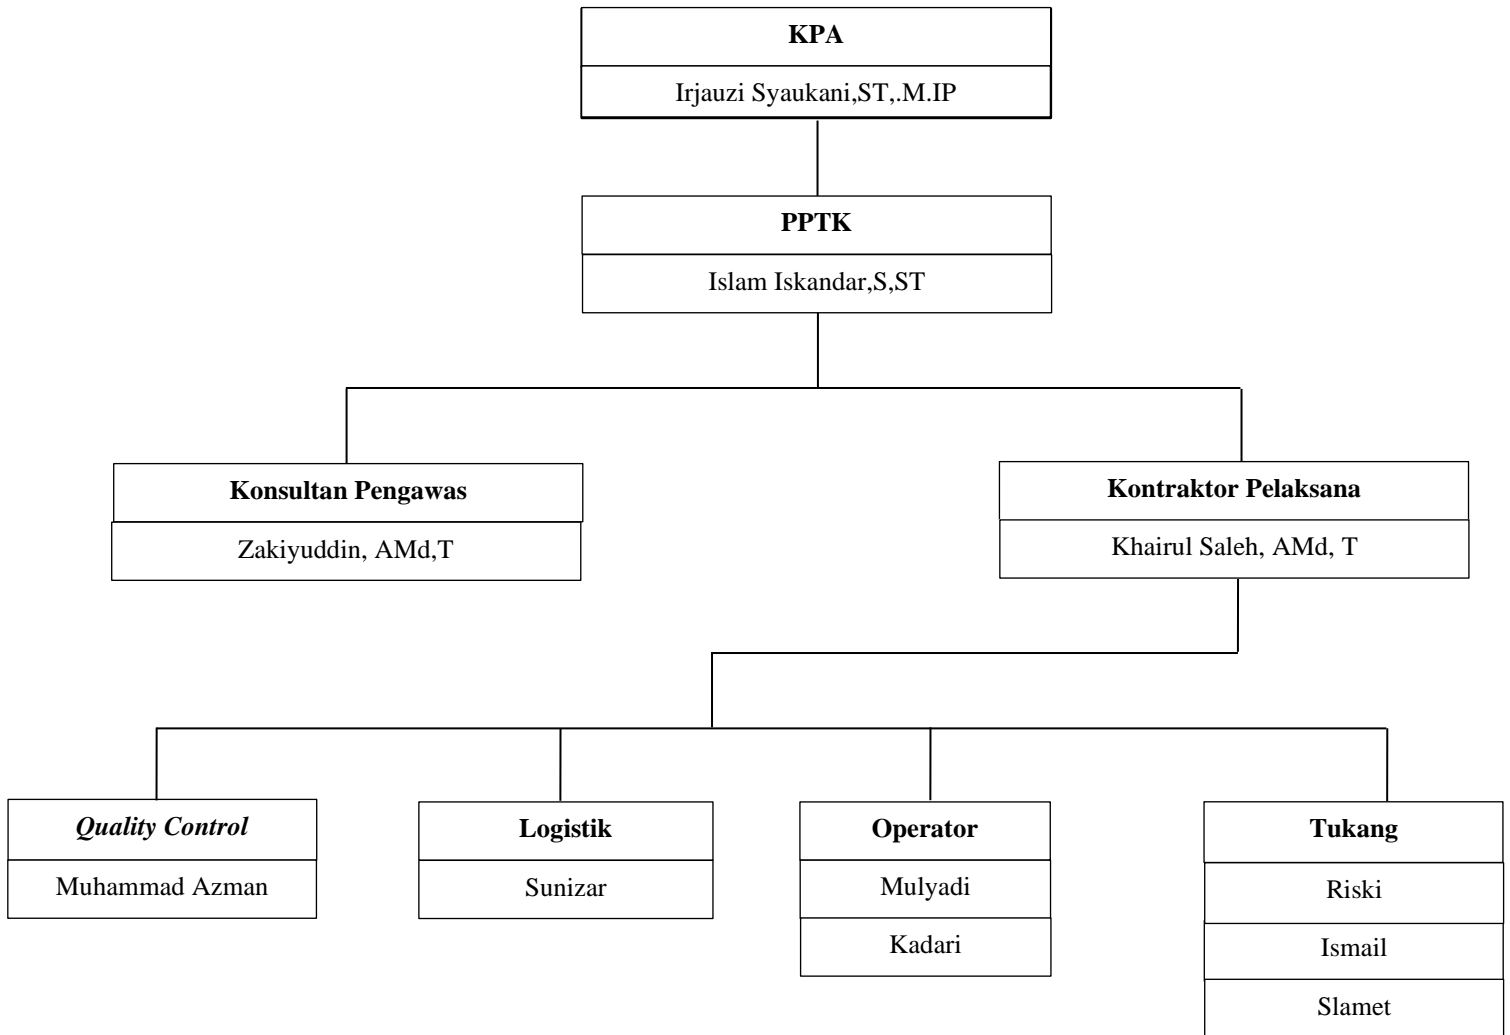 KPA
Irjauzi Syaukani,ST,.M.IP
PPTK
Islam Iskandar,S,ST
Konsultan Pengawas
Zakiyuddin, AMd,T
Kontraktor Pelaksana
Khairul Saleh, AMd, T
Quality Control
Muhammad Azman
Logistik
Sunizar
Operator
Mulyadi
Kadari
Tukang
Riski
Ismail
Slamet